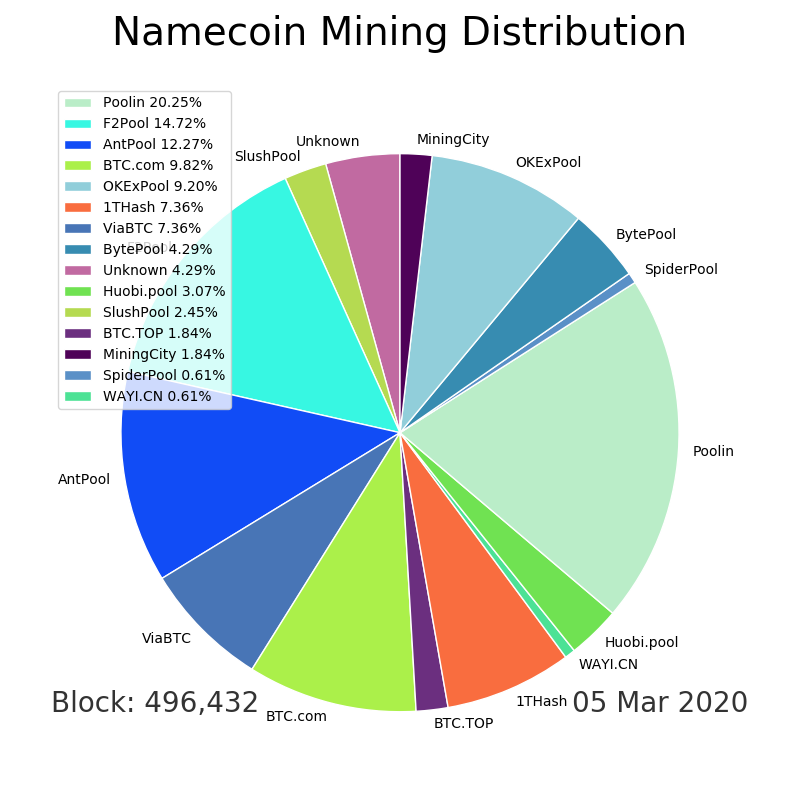 Namecoin Mining Distribution
Poolin 20.25%
F2Pool 14.72%
AntPool 12.27%
BTC.com 9.82%
OKExPool 9.20%
1THash 7.36%
ViaBTC 7.36%
BytePool 4.29%
Unknown 4.29%
Huobi.pool 3.07%
SlushPool 2.45%
BTC.TOP 1.84%
MiningCity 1.84%
SpiderPool 0.61%
WAYI.CN 0.61%
MiningCity
Unknown
SlushPool
OKExPool
BytePool
SpiderPool
Poolin
AntPool
ViaBTC
Huobi.pool
WAYI.CN
1THash
BTC.com
BTC.TOP
Block: 496,432
05 Mar 2020